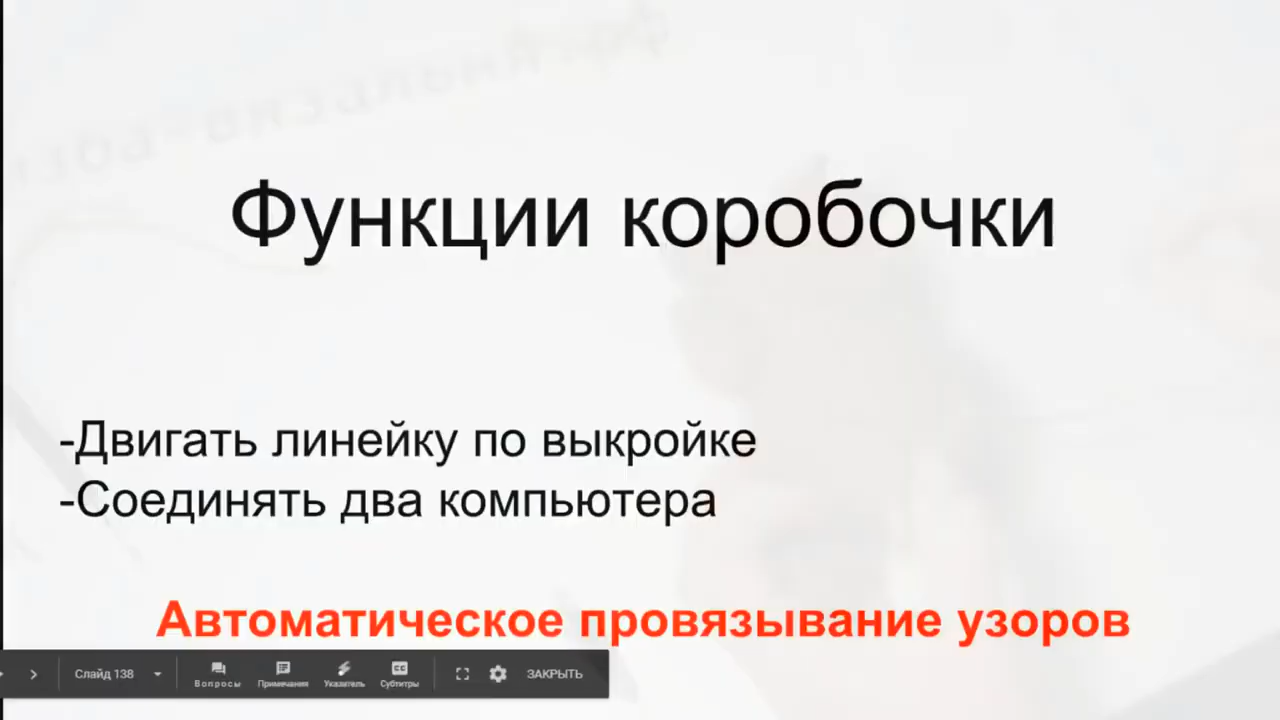 Функции коробочки
-Двигать линейку по выкройке
-Соединять два компьютера
Автоматическое провязывание узоров
Слайд 138
Вопросы Примечания Указатель Субтитры ЗАКРЫТЬ